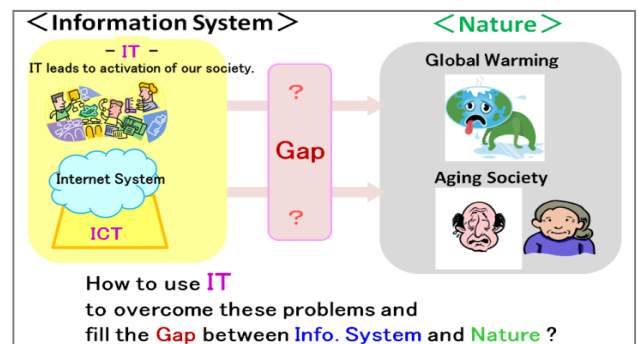 <Information System>
<Nature>
– IT –
IT leads to activation of our society.
Internet System
ICT
?
Gap
?
Global Warming
Aging Society
How to use IT
to overcome these problems and
fill the Gap between Info. System and Nature ?